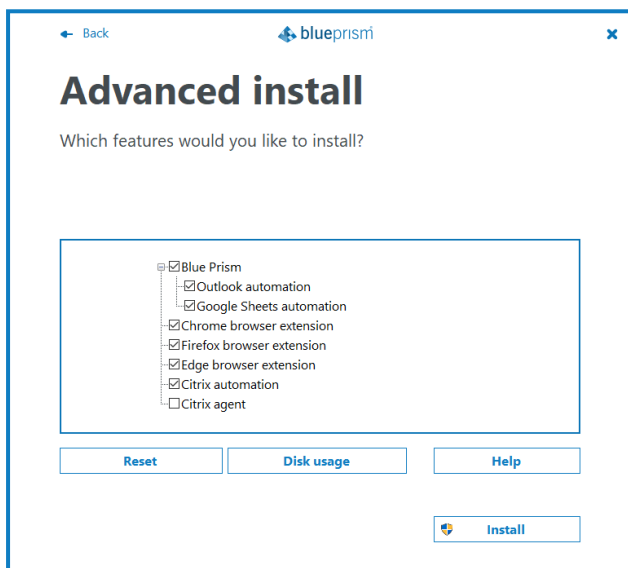 Back
blueprism
Advanced install
Which features would you like to install?
Blue Prism
Outlook automation
Google Sheets automation
Chrome browser extension
Firefox browser extension
Edge browser extension
Citrix automation
Citrix agent
Reset Disk usage Help
Install